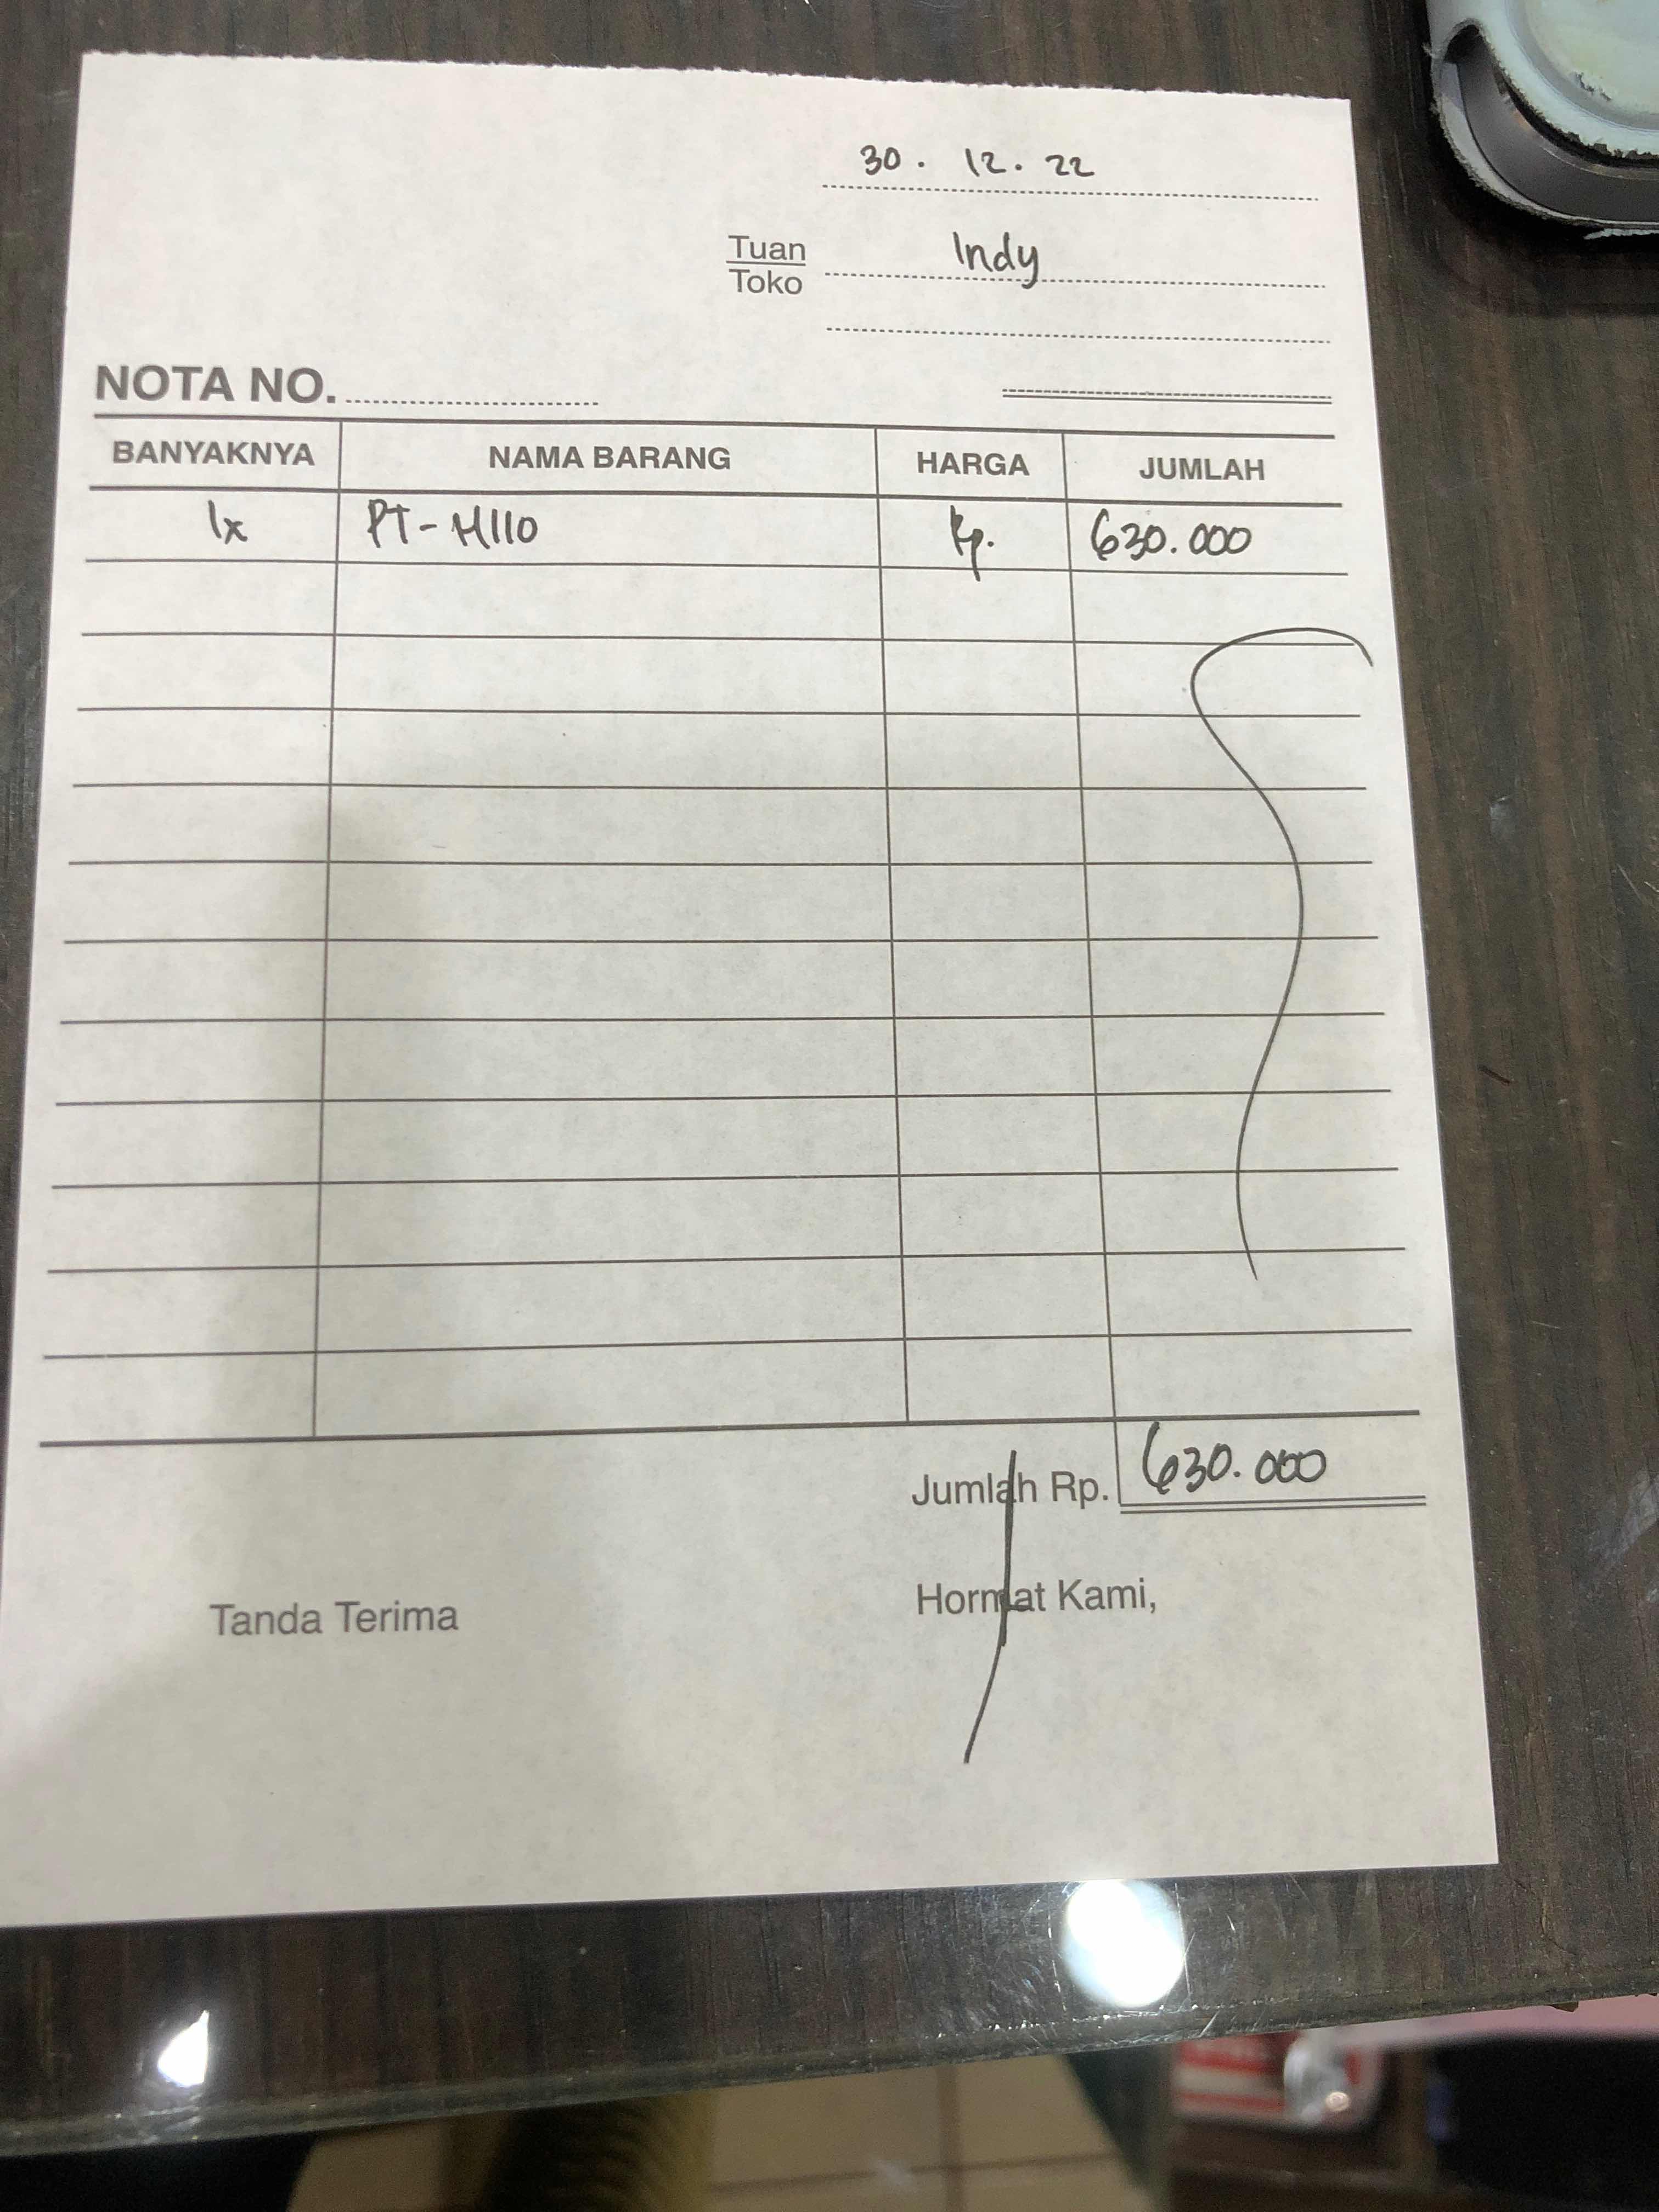 30. 12. 22
Tuan
Toko
Indy
NOTA NO.
BANYAKNYA NAMA BARANG HARGA JUMLAH
1x PT-H110 Rp. 630.000
Jumlah Rp. 630.000
Tanda Terima Hormat Kami,